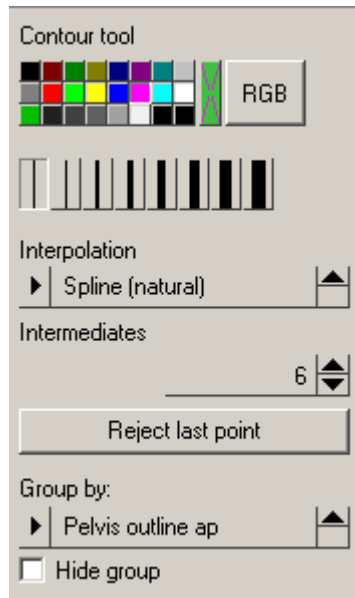 Contour tool
RGB
Interpolation
Spline (natural)
Intermediates
6
Reject last point
Group by:
Pelvis outline ap
Hide group